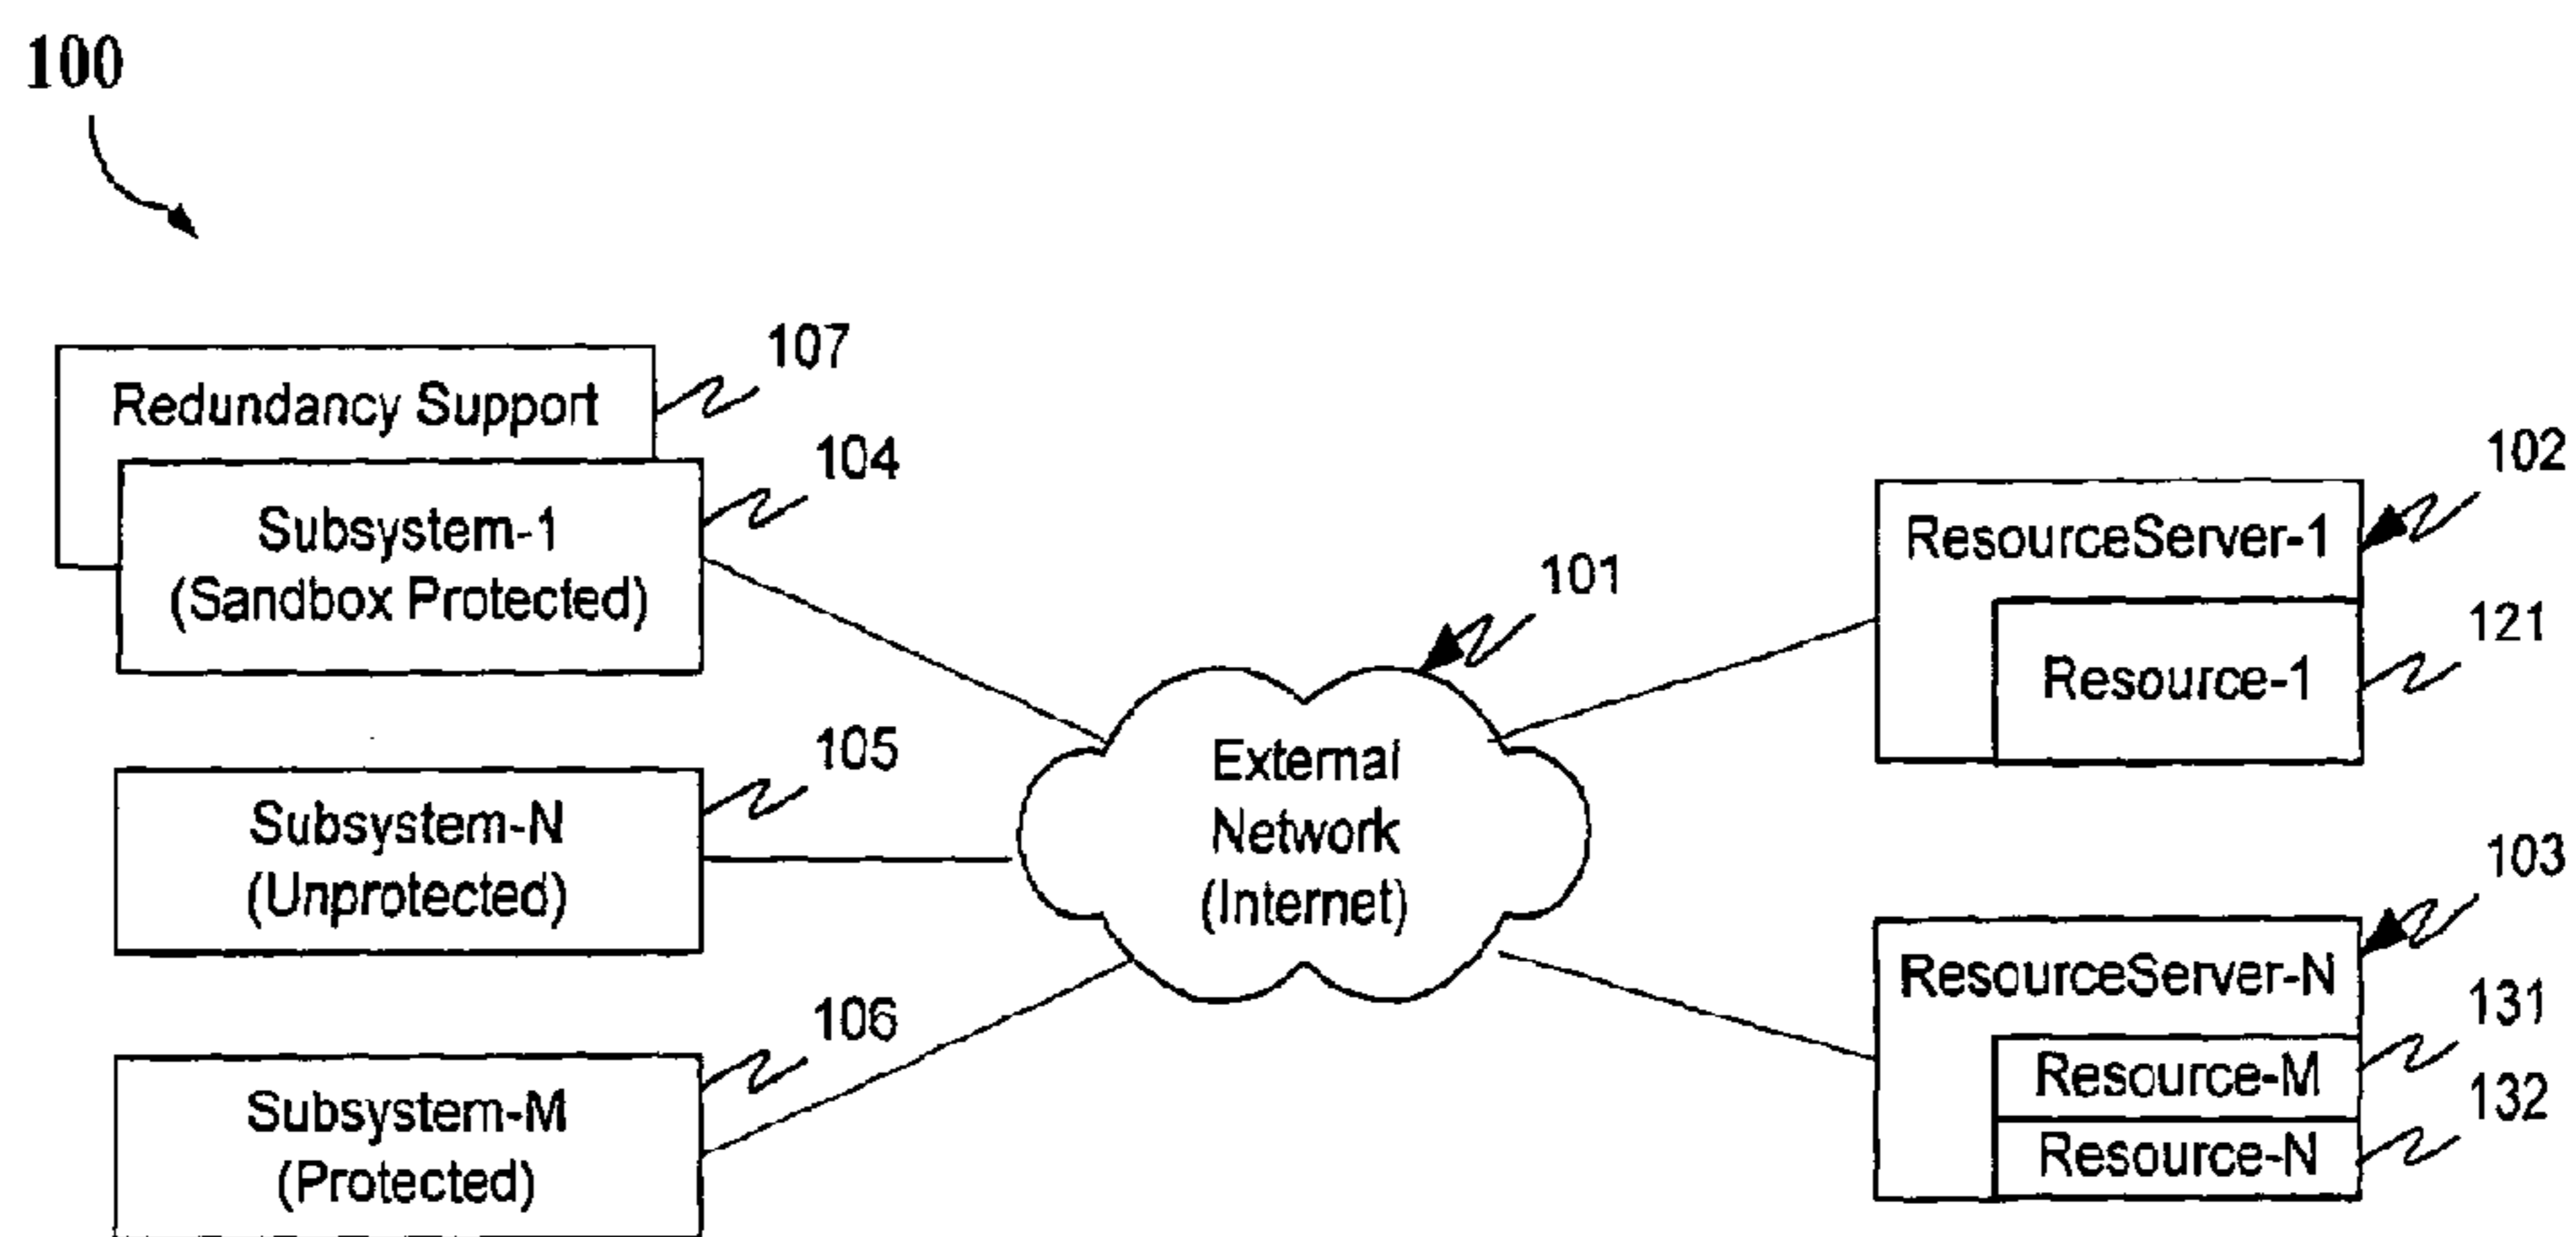 100
107
Redundancy Support
104
Subsystem-1
(Sandbox Protected)
105
Subsystem-N
(Unprotected)
106
Subsystem-M
(Protected)
101
External
Network
(Internet)
102
ResourceServer-1
121
Resource-1
103
ResourceServer-N
131
Resource-M
132
Resource-N